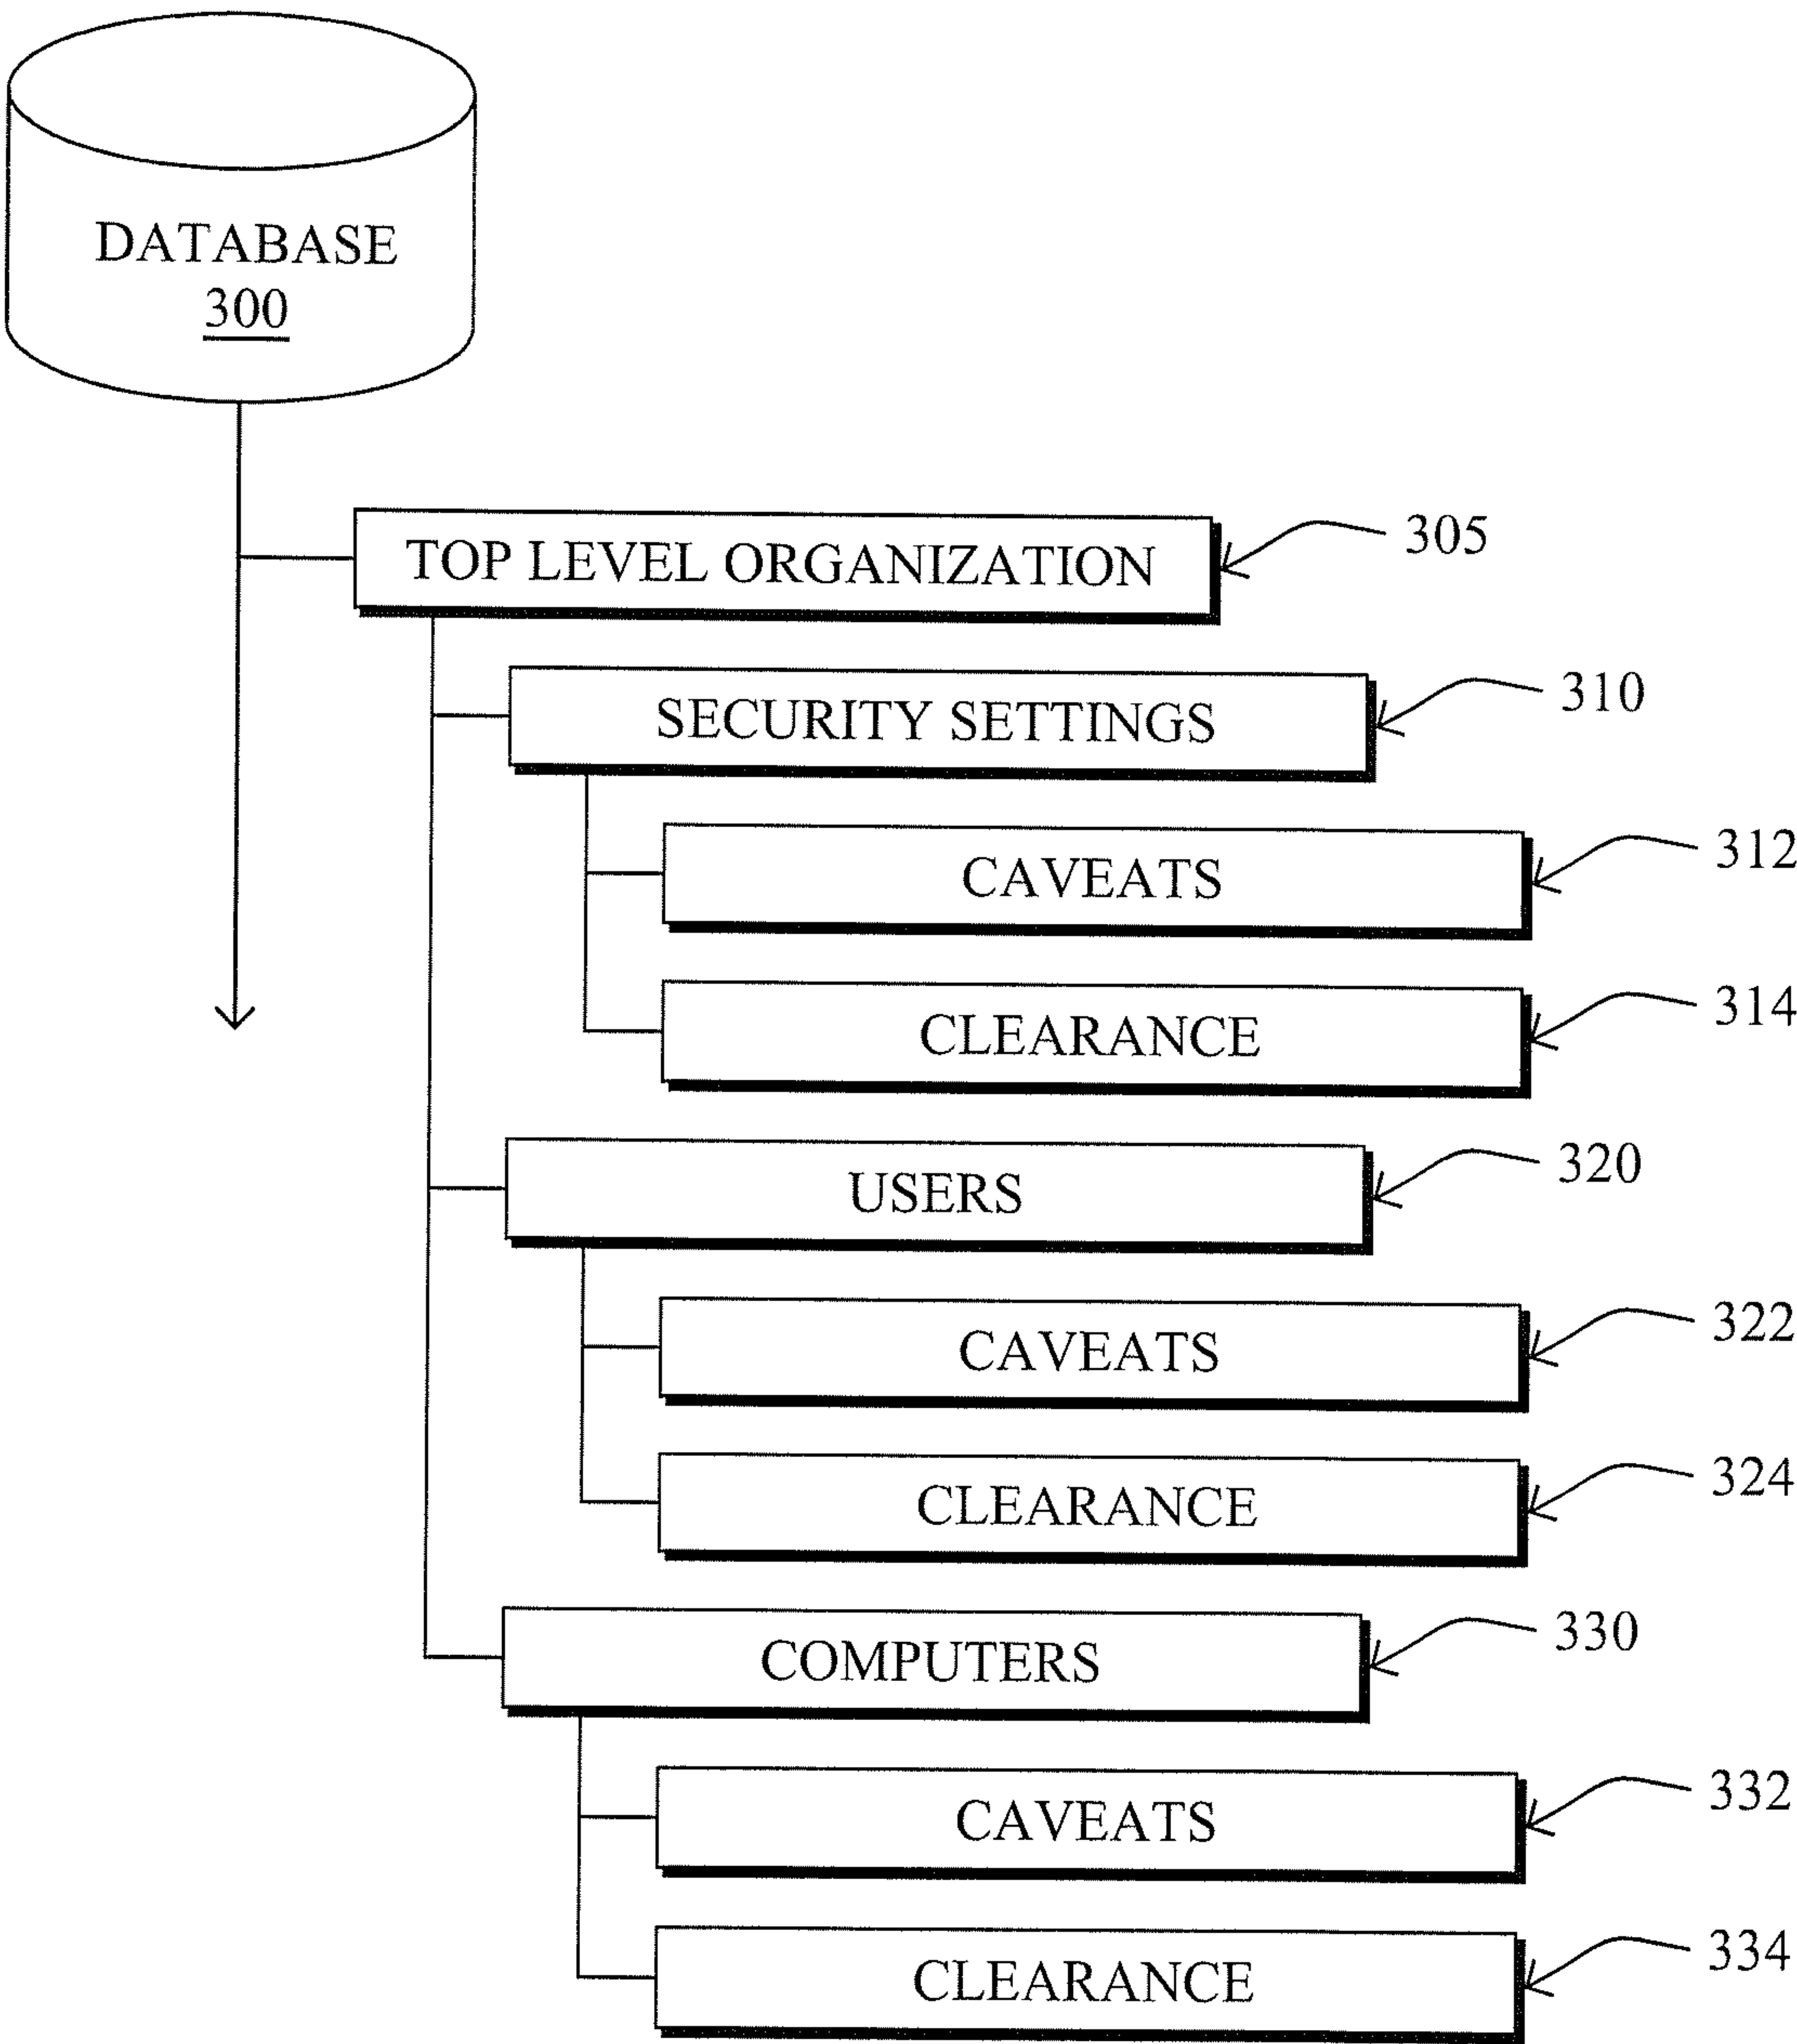 DATABASE
300
TOP LEVEL ORGANIZATION
305
SECURITY SETTINGS
310
CAVEATS
312
CLEARANCE
314
USERS
320
CAVEATS
322
CLEARANCE
324
COMPUTERS
330
CAVEATS
332
CLEARANCE
334